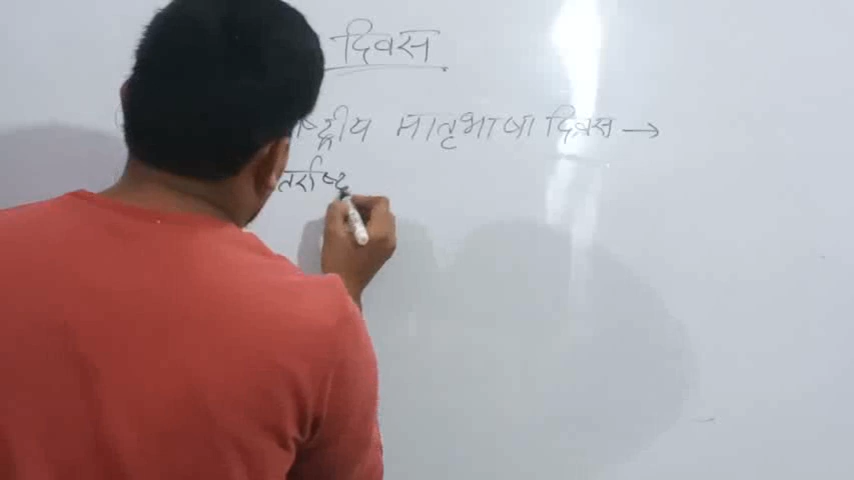 दिवस
ष्ट्रीय मातृभाषा दिवस →
तर्राष्ट